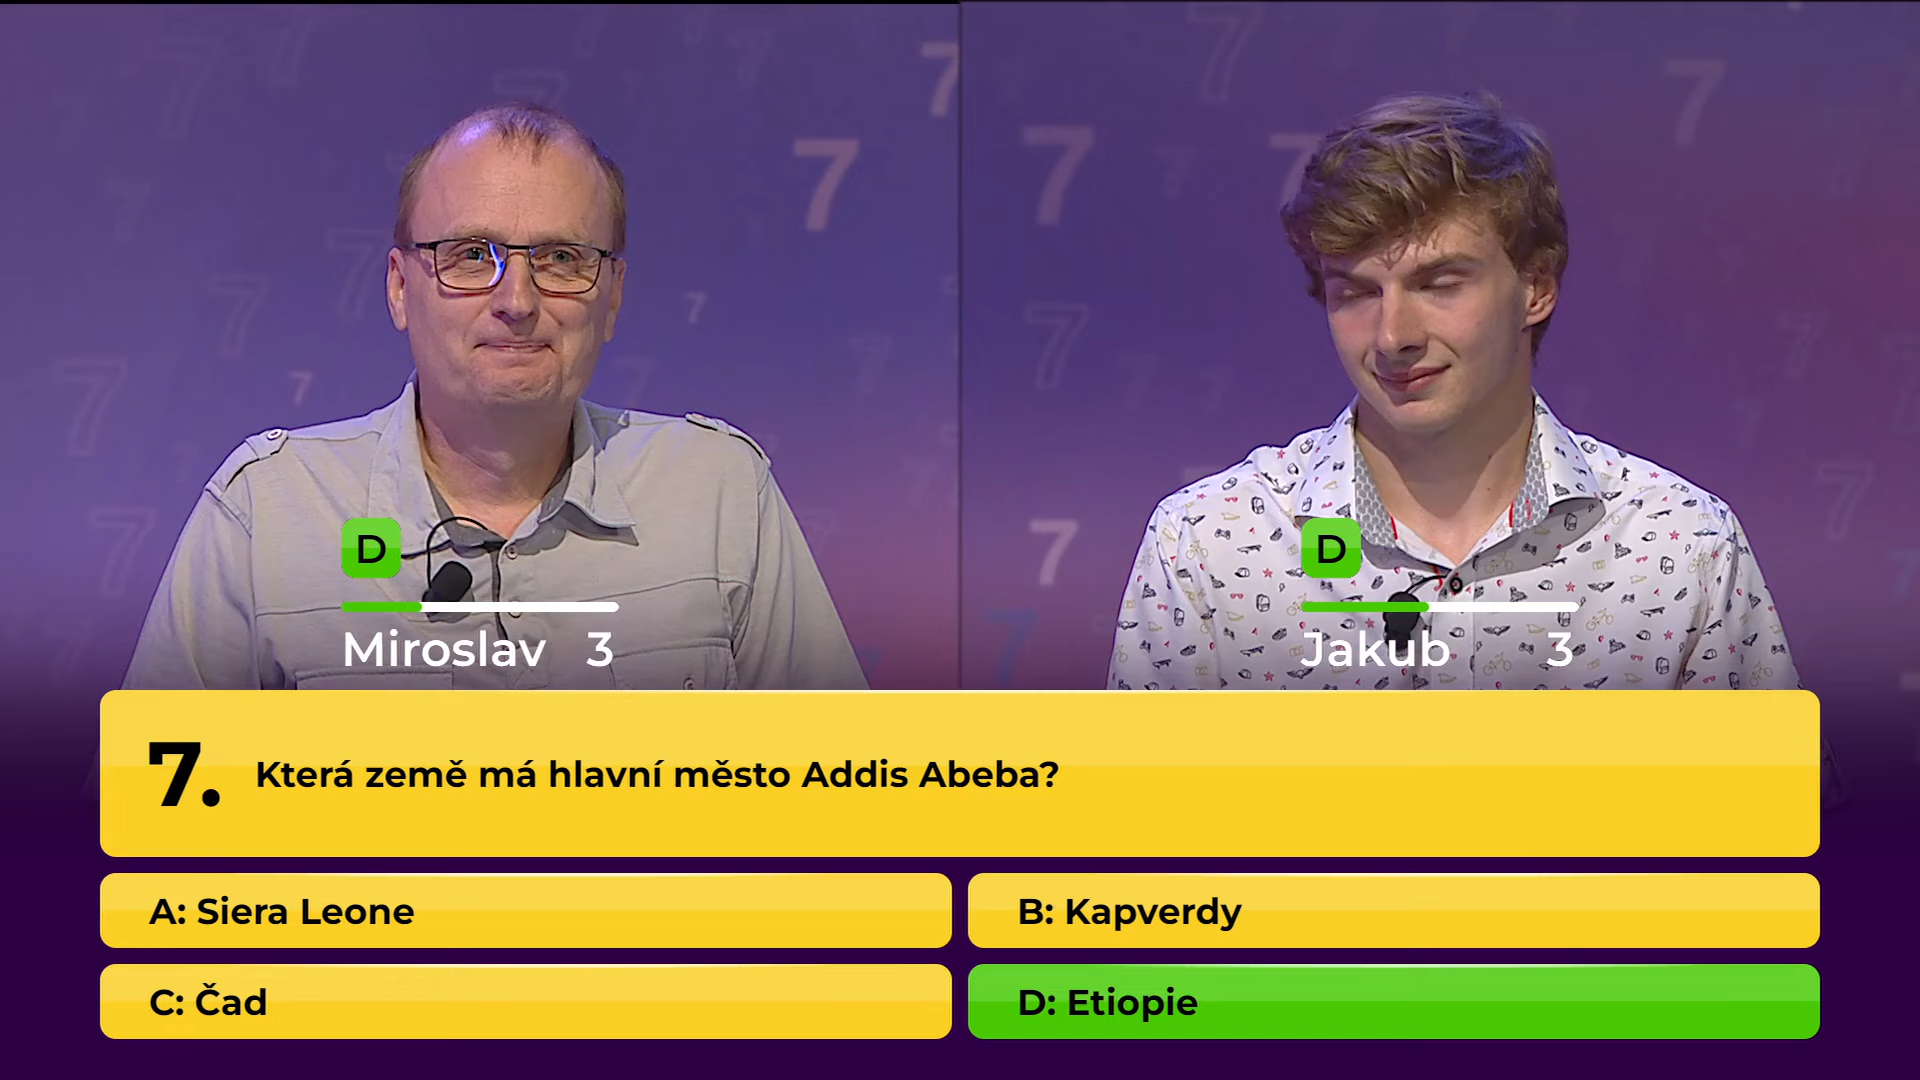 D
Miroslav 3
D
Jakub 3
7. Která země má hlavní město Addis Abeba?
A: Siera Leone
B: Kapverdy
C: Čad
D: Etiopie